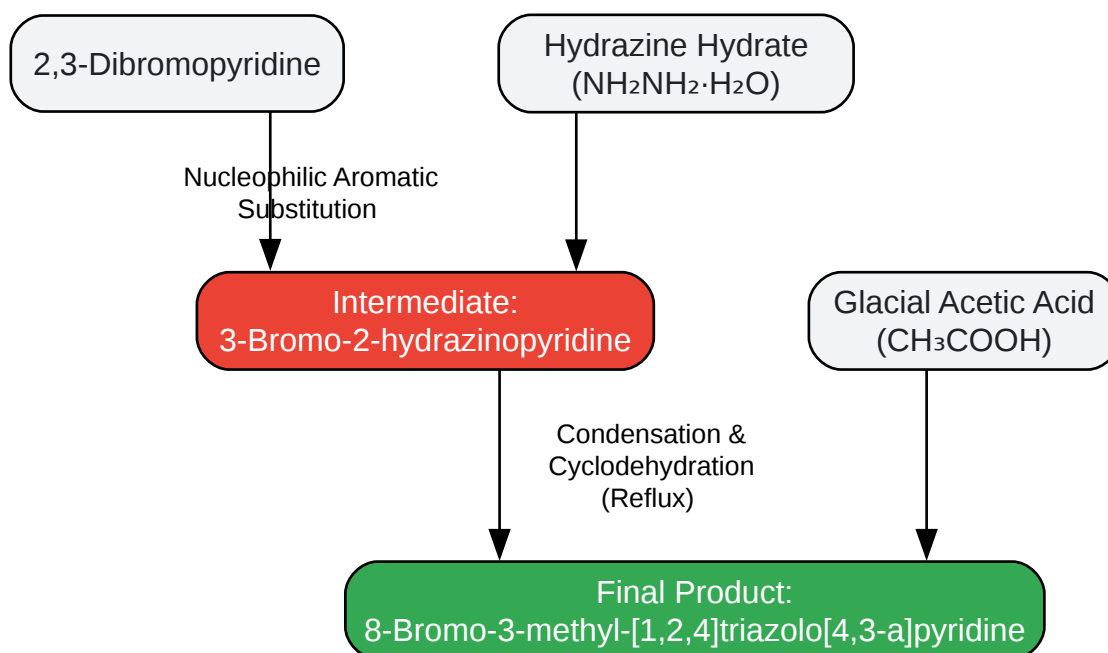 2,3-Dibromopyridine
Hydrazine Hydrate
(NH₂NH₂·H₂O)
Nucleophilic Aromatic
Substitution
Intermediate:
3-Bromo-2-hydrazinopyridine
Glacial Acetic Acid
(CH₃COOH)
Condensation &
Cyclodehydration
(Reflux)
Final Product:
8-Bromo-3-methyl-[1,2,4]triazolo[4,3-a]pyridine